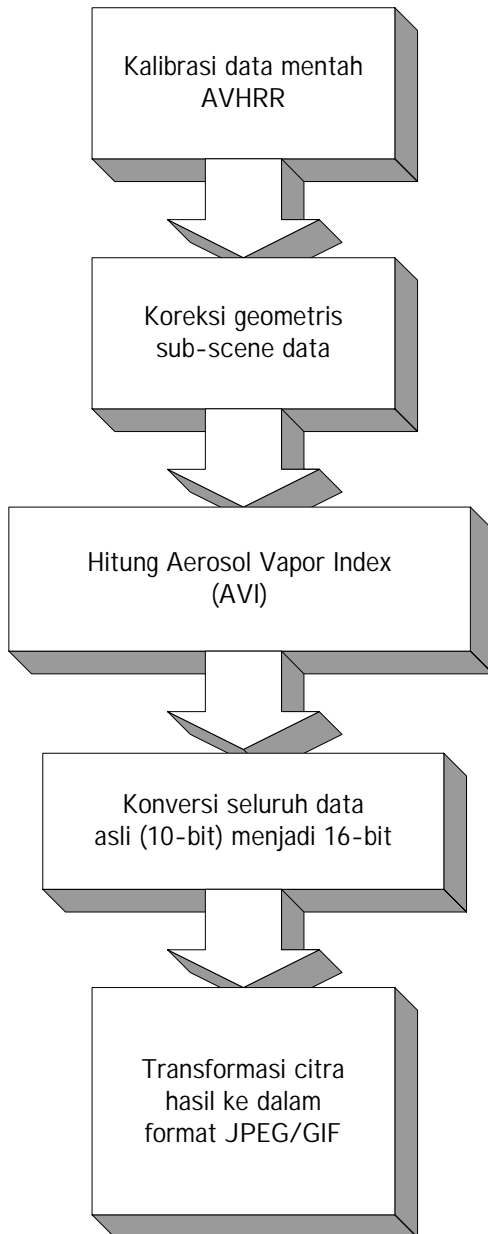 Kalibrasi data mentah
AVHRR
Koreksi geometris
sub-scene data
Hitung Aerosol Vapor Index
(AVI)
Konversi seluruh data
asli (10-bit) menjadi 16-bit
Transformasi citra
hasil ke dalam
format JPEG/GIF